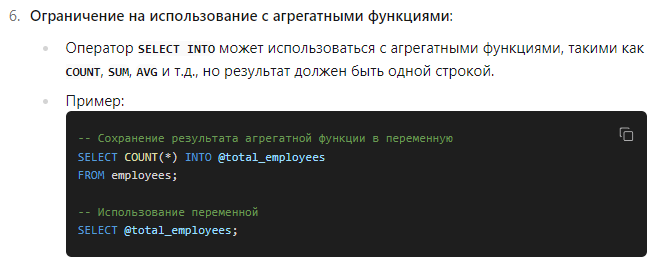 6. Ограничение на использование с агрегатными функциями:
Оператор SELECT INTO может использоваться с агрегатными функциями, такими как
COUNT, SUM, AVG и т.д., но результат должен быть одной строкой.
Пример:
-- Сохранение результата агрегатной функции в переменную
SELECT COUNT(*) INTO @total_employees
FROM employees;
-- Использование переменной
SELECT @total_employees;